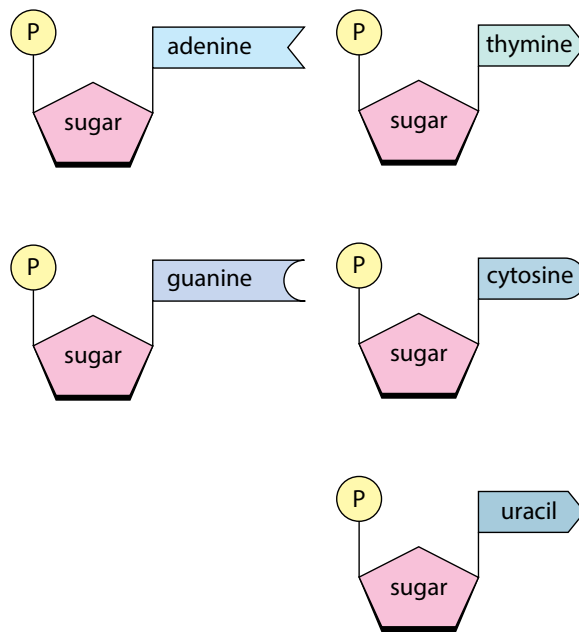 P
adenine
P
thymine
sugar
sugar
P
guanine
P
cytosine
sugar
sugar
P
uracil
sugar